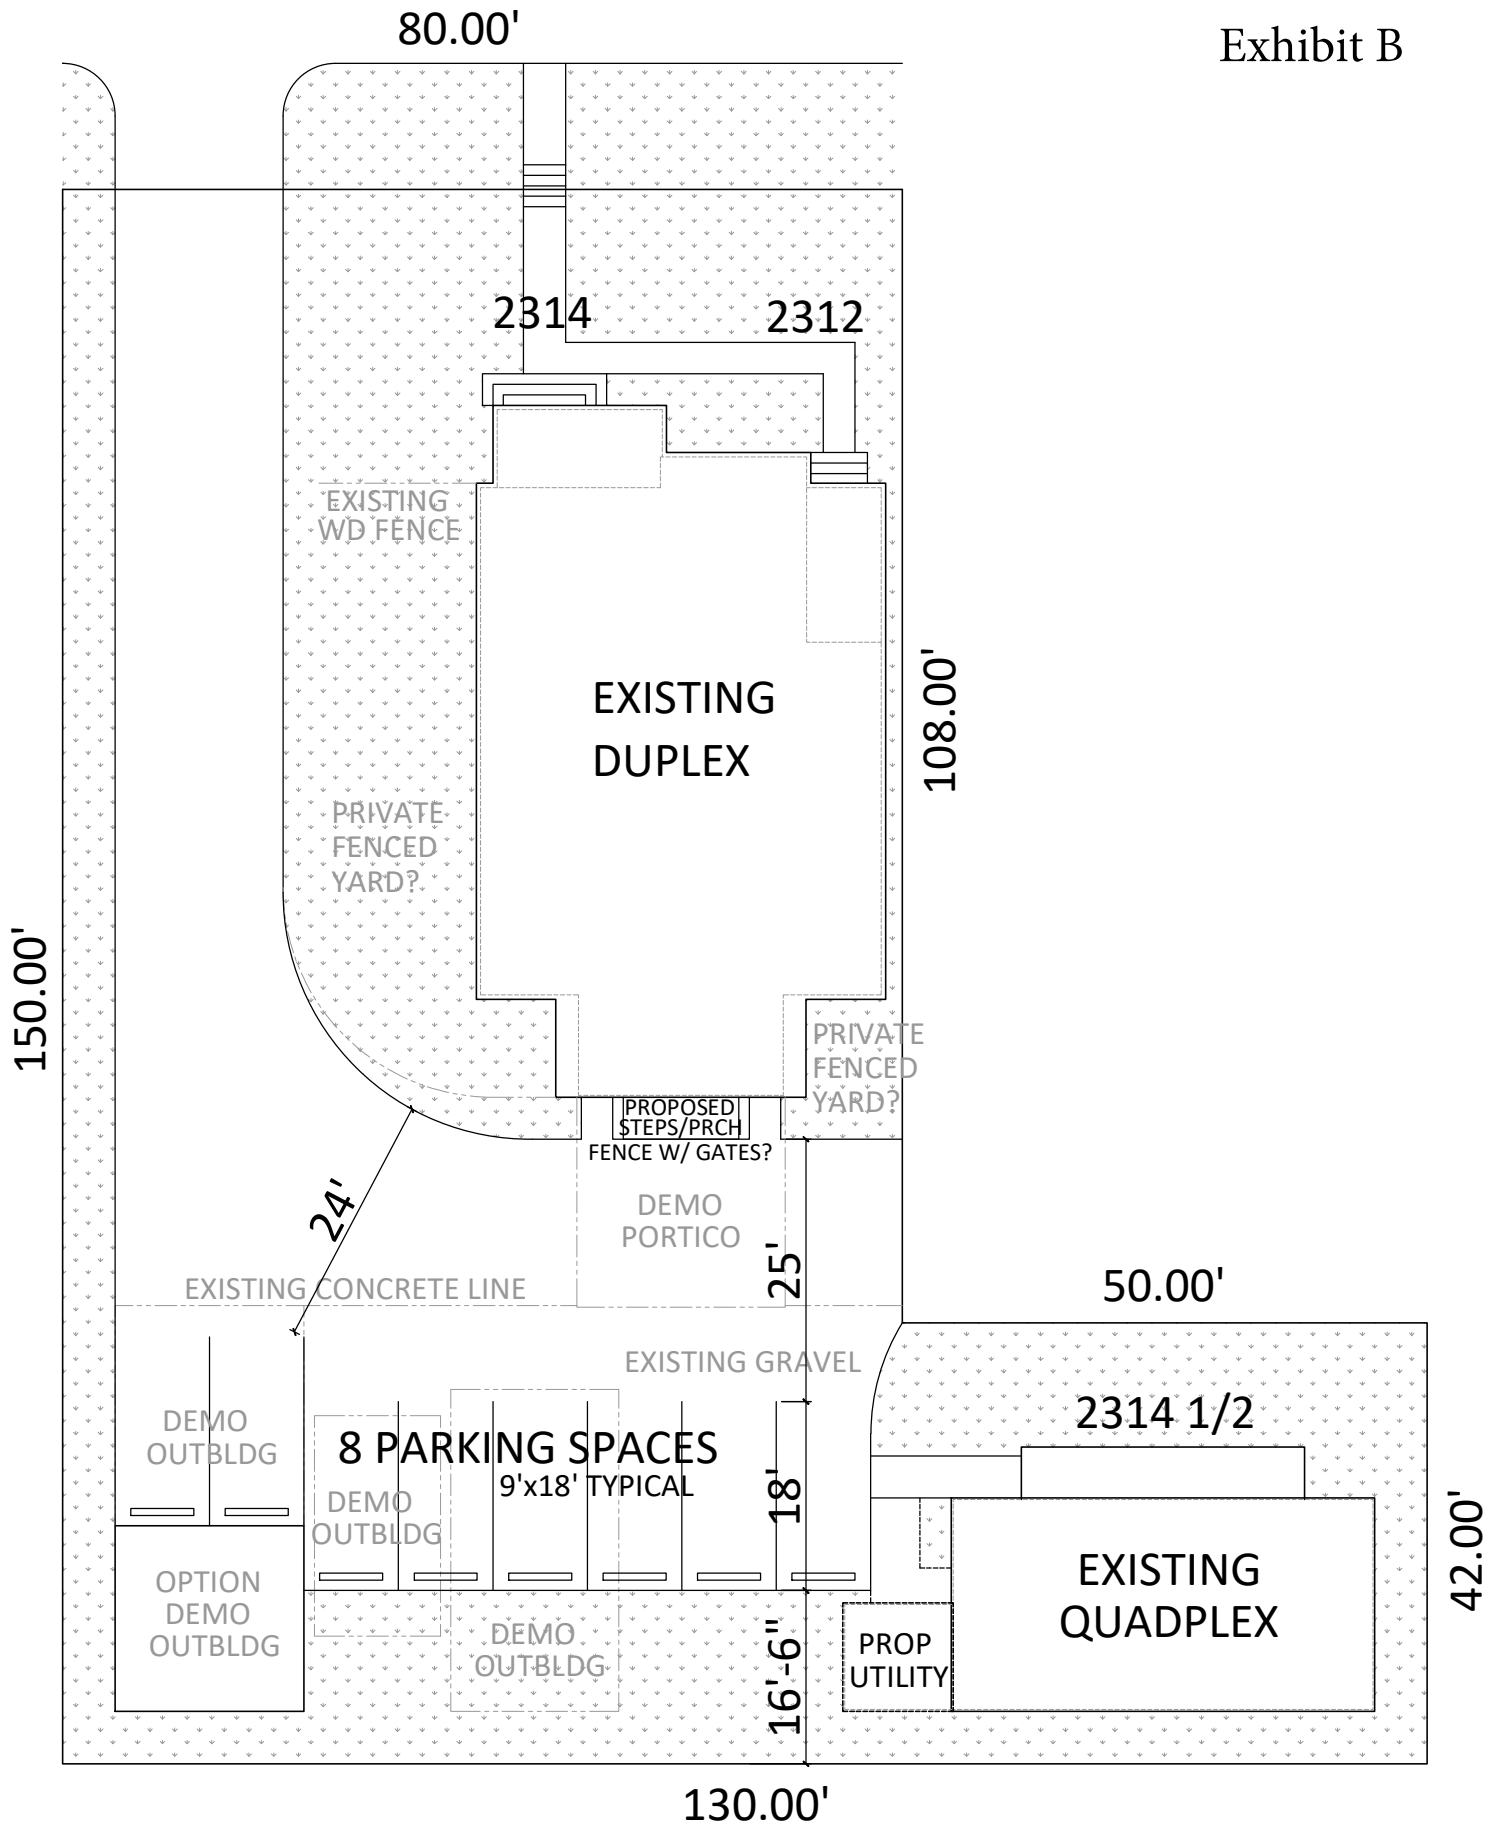 80.00'
Exhibit B
2314
2312
EXISTING
WD FENCE
EXISTING
DUPLEX
108.00'
PRIVATE
FENCED
YARD?
150.00'
PRIVATE
FENCED
YARD?
PROPOSED
STEPS/PRCH
FENCE W/ GATES?
24'
DEMO
PORTICO
25'
EXISTING CONCRETE LINE
50.00'
EXISTING GRAVEL
2314 1/2
DEMO
OUTBLDG
8 PARKING SPACES
9'x18' TYPICAL
18'
DEMO
OUTBLDG
42.00'
OPTION
DEMO
OUTBLDG
EXISTING
QUADPLEX
DEMO
OUTBLDG
16'-6"
PROP
UTILITY
130.00'